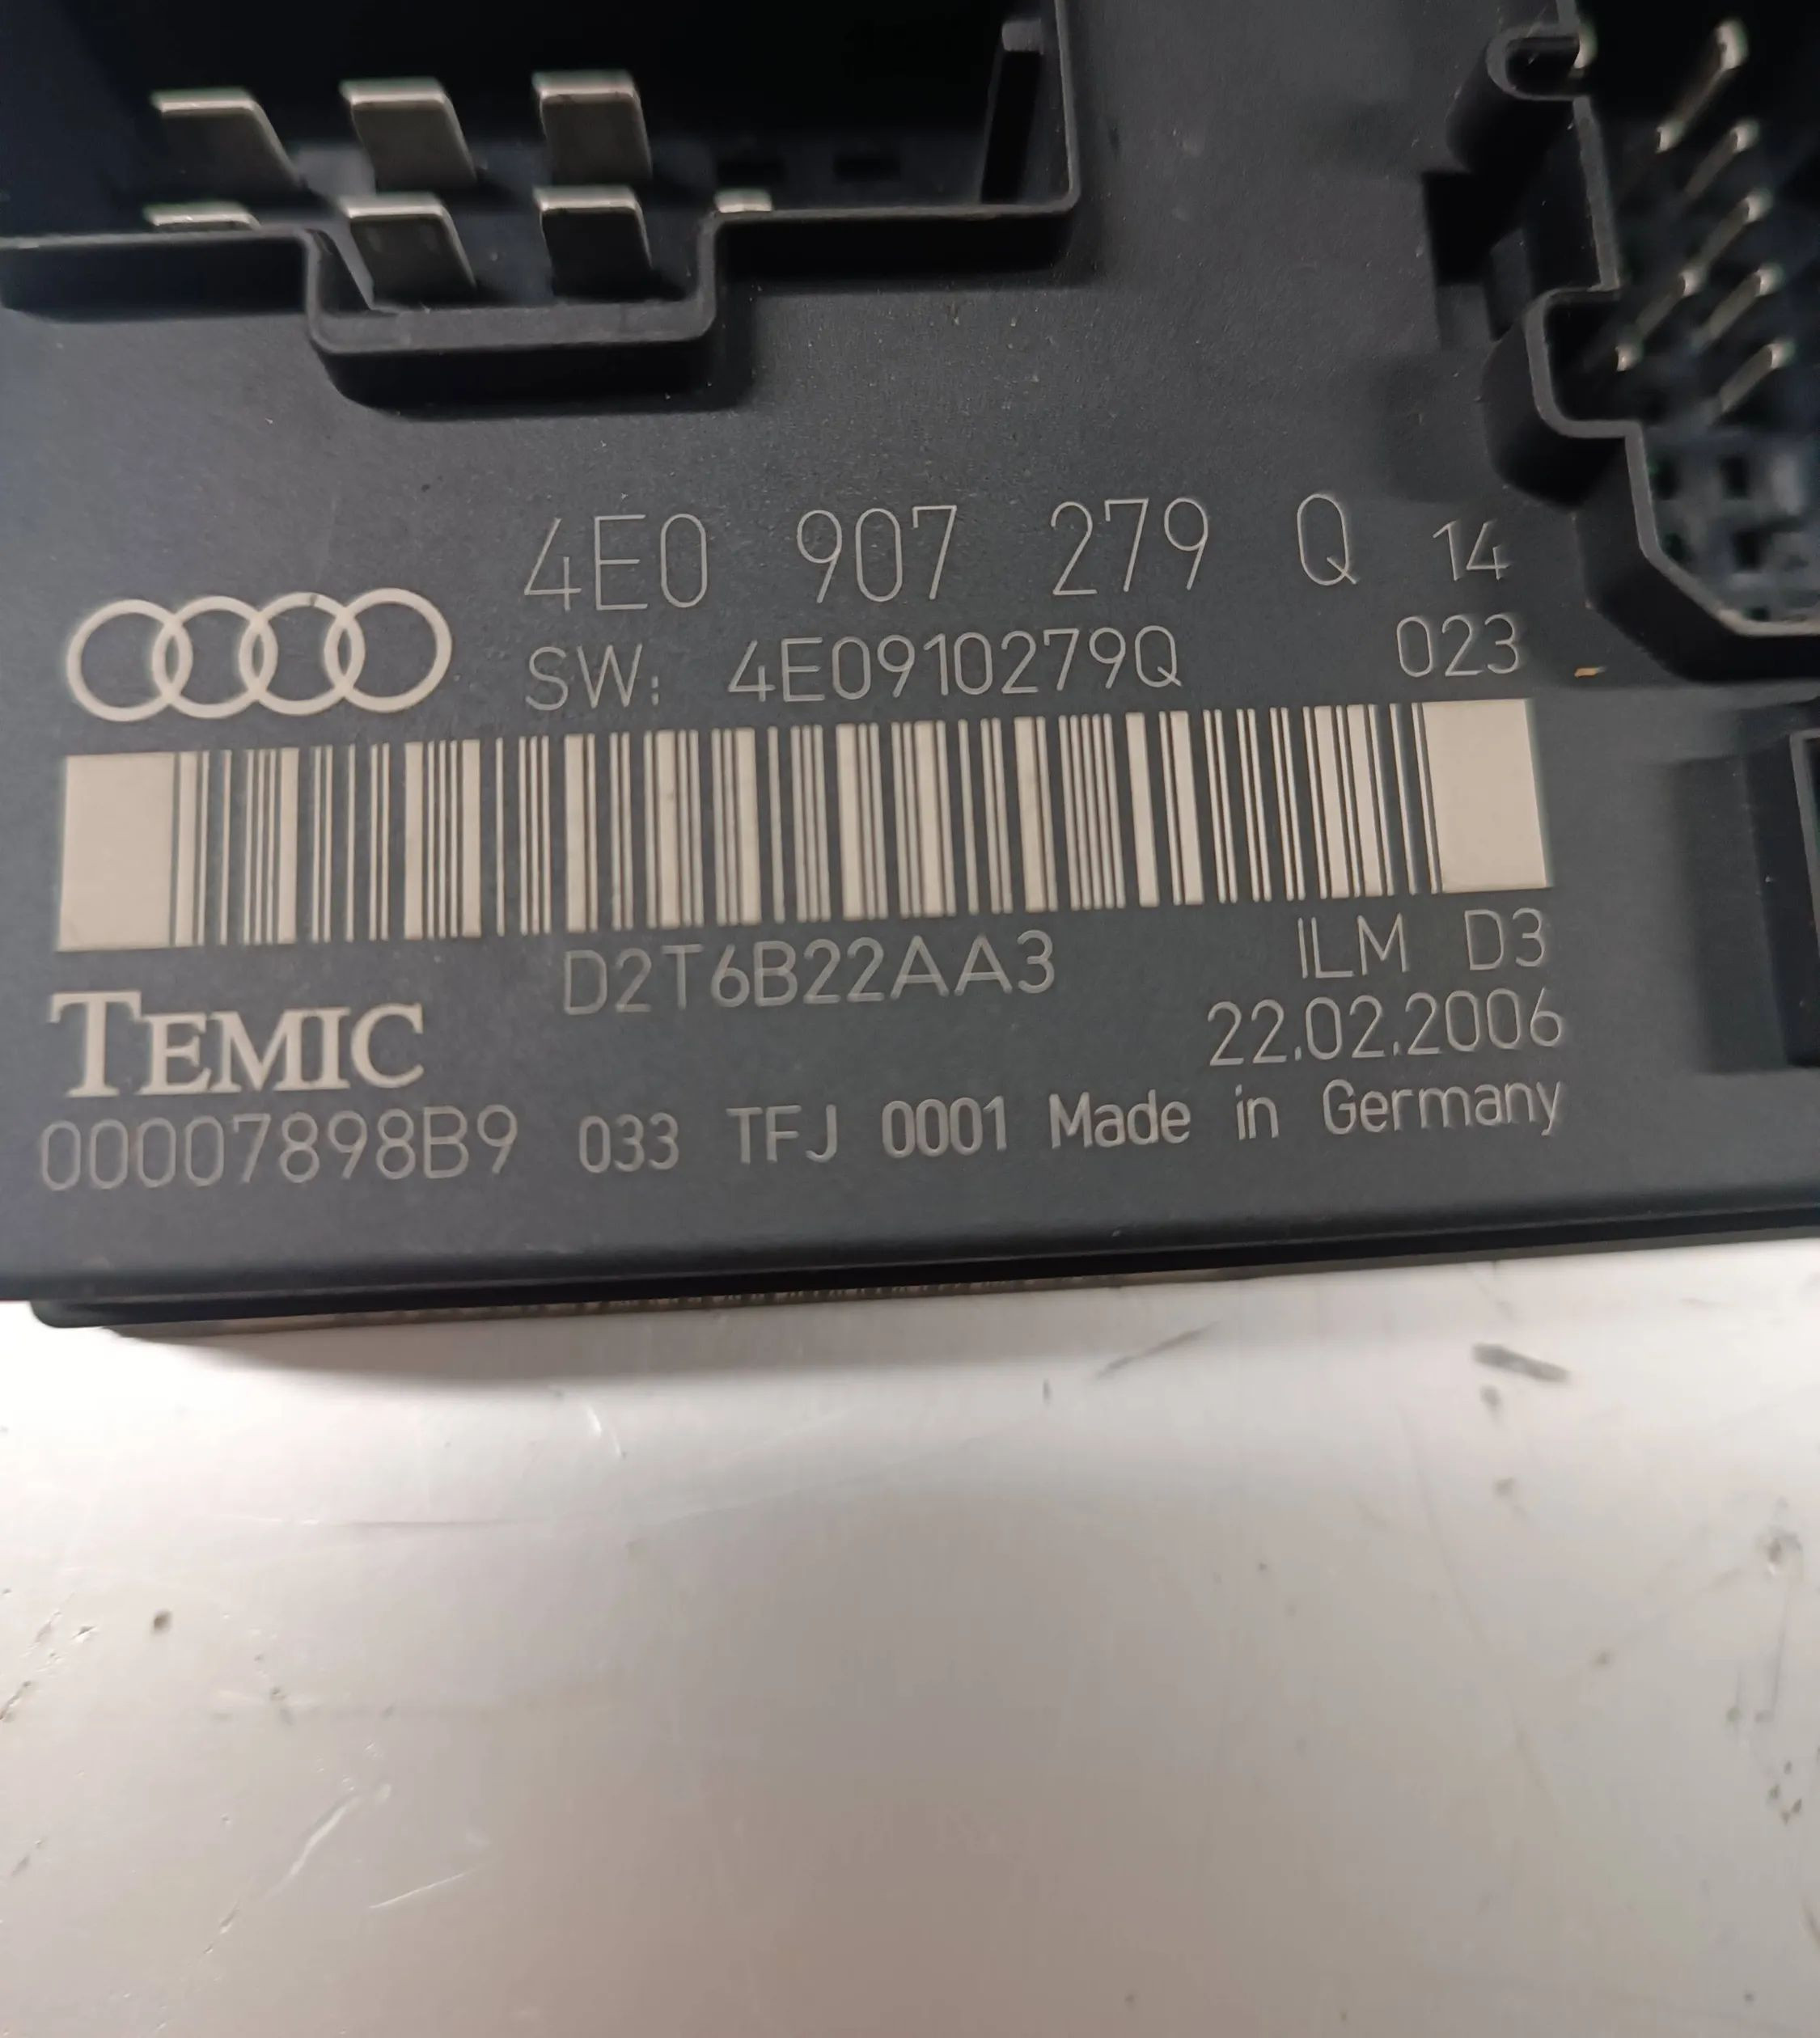 4E0 907 279 Q 14
SW: 4E0910279Q 023
D2T6B22AA3 ILM D3
TEMIC 22.02.2006
00007898B9 033 TFJ 0001 Made in Germany